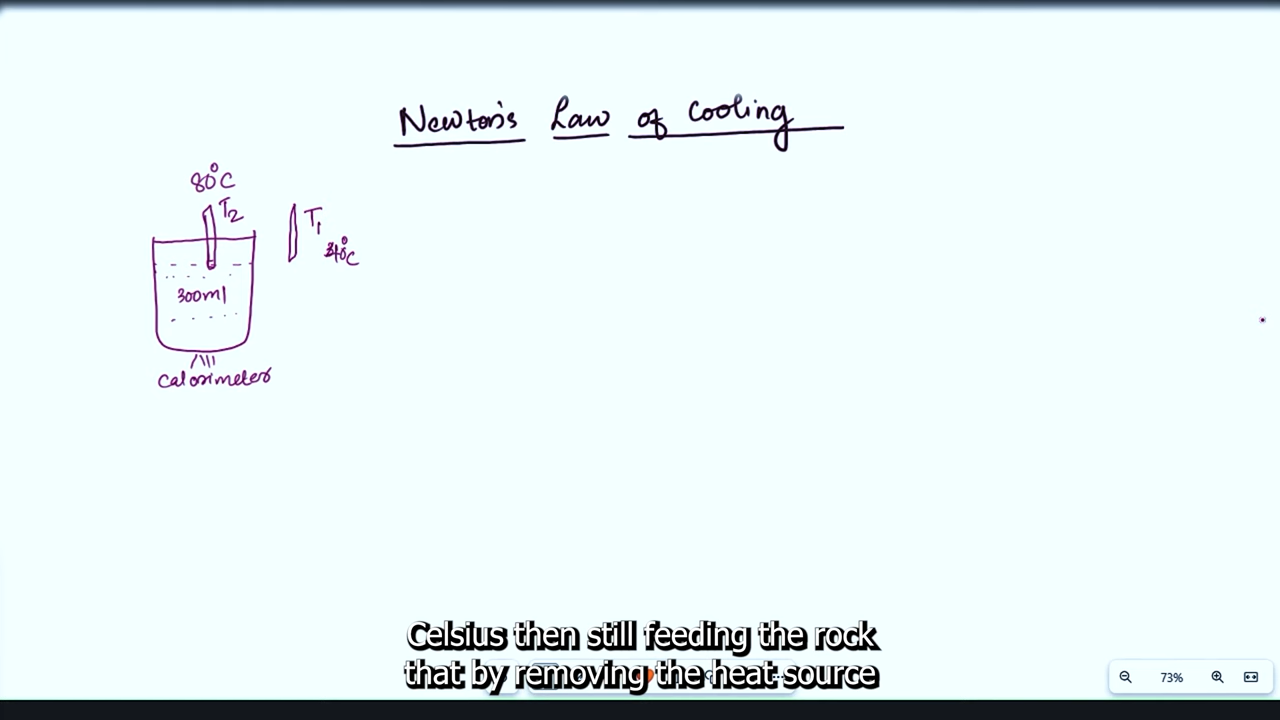 Newton's Law of Cooling
80°C
T2
T1
300ml
Calorimeter
Celsius then still feeding the rock
that by removing the heat source
73%